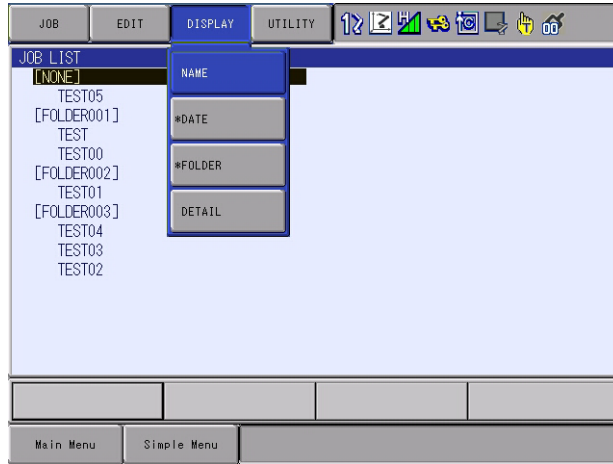 JOB EDIT DISPLAY UTILITY
JOB LIST
[NONE]
TEST05
[FOLDER001]
TEST
TEST00
[FOLDER002]
TEST01
[FOLDER003]
TEST04
TEST03
TEST02
NAME
*DATE
*FOLDER
DETAIL
Main Menu Simple Menu